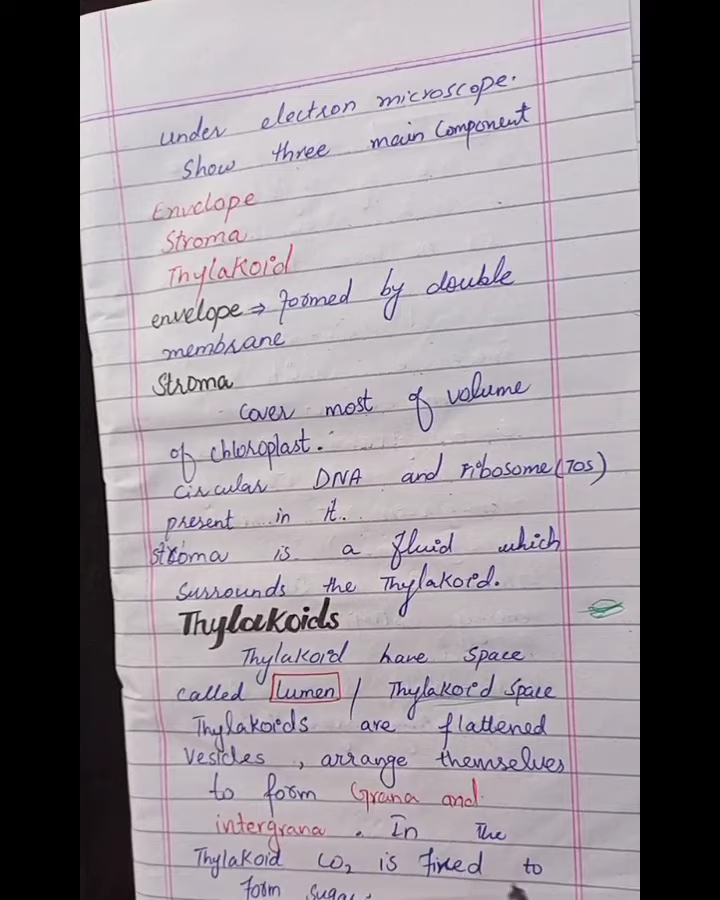 under electron microscope.
show three main component
Envelope
Stroma
Thylakoid
envelope ⇒ formed by double
membrane
Stroma
cover most of volume
of chloroplast.
circular DNA and ribosome (70s)
present in it.
stroma is a fluid which
surrounds the Thylakoid.
Thylakoids
Thylakoid have space
called lumen / Thylakoid space
Thylakoids are flattened
vesicles, arrange themselves
to form Grana and
intergrana. In the
Thylakoid CO₂ is fixed to
form sugar.